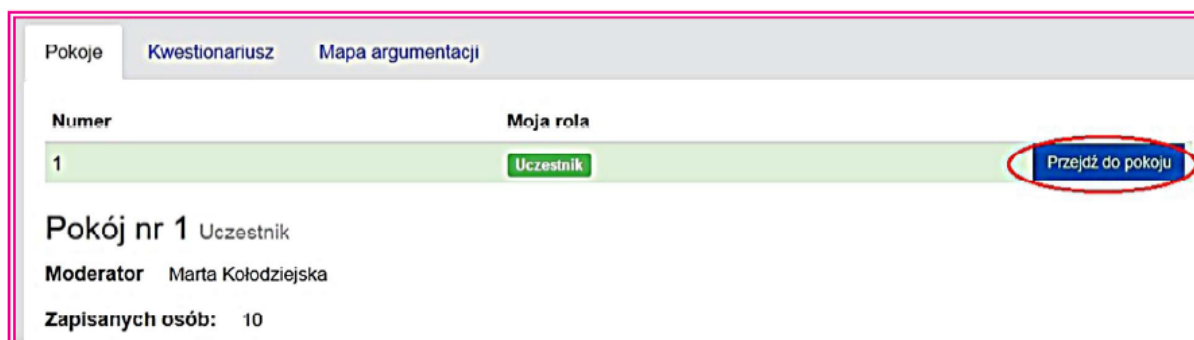 Pokoje Kwestionariusz Mapa argumentacji
Numer Moja rola
1 Uczestnik Przejdź do pokoju
Pokój nr 1 Uczestnik
Moderator Marta Kołodziejska
Zapisanych osób: 10